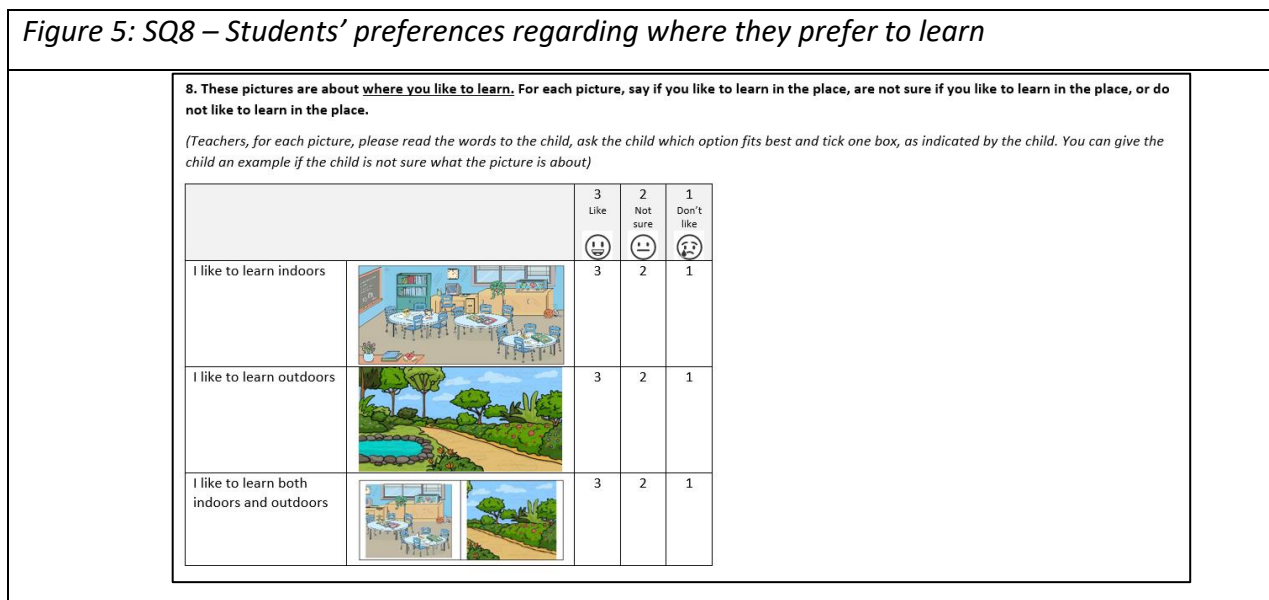 Figure 5: SQ8 – Students’ preferences regarding where they prefer to learn
8. These pictures are about where you like to learn. For each picture, say if you like to learn in the place, are not sure if you like to learn in the place, or do
not like to learn in the place.
(Teachers, for each picture, please read the words to the child, ask the child which option fits best and tick one box, as indicated by the child. You can give the
child an example if the child is not sure what the picture is about)
3 2 1
Like Not Don’t
sure like
I like to learn indoors 3 2 1
I like to learn outdoors 3 2 1
I like to learn both 3 2 1
indoors and outdoors